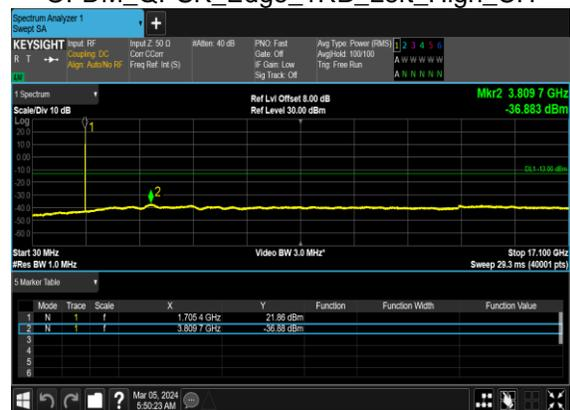 Spectrum Analyzer 1
Swept SA
KEYSIGHT
R T
Input: RF
Coupling: DC
Align: Auto/No RF
Input Z: 50 Ω
Corr CCorr
Freq Ref: Int (S)
#Atten: 40 dB
PNO: Fast
Gate: Off
IF Gain: Low
Sig Track: Off
Avg Type: Power (RMS)
Avg|Hold: 100/100
Trig: Free Run
1 2 3 4 5 6
A W W W W W
A N N N N N
1 Spectrum
Scale/Div 10 dB
Ref Lvl Offset 8.00 dB
Ref Level 30.00 dBm
Mkr2 3.809 7 GHz
-36.883 dBm
Log
20.0
10.0
0.00
-10.0
-20.0
-30.0
-40.0
-50.0
-60.0
1
2
DL1 -13.00 dBm
Start 30 MHz
#Res BW 1.0 MHz
Video BW 3.0 MHz*
Stop 17.100 GHz
Sweep 29.3 ms (40001 pts)
5 Marker Table
Mode Trace Scale X Y Function Function Width Function Value
1 N 1 f 1.705 4 GHz 21.86 dBm
2 N 1 f 3.809 7 GHz -36.88 dBm
3
4
5
6
Mar 05, 2024
5:50:23 AM